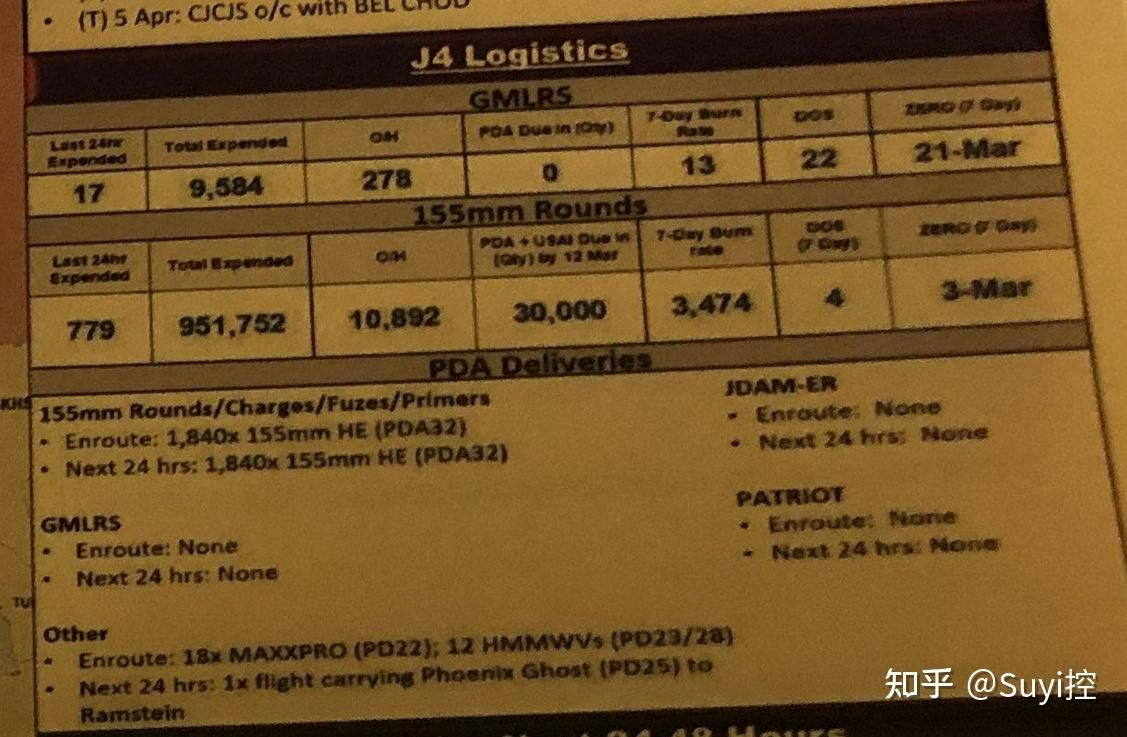 • (T) 5 Apr: CJCJS o/c with BEL CHOD
J4 Logistics
GMLRS
Last 24hr Expended | Total Expended | O/H | PDA Due in (Qty) | 7-Day Burn Rate | DOS | ZERO (7 Day)
17 | 9,584 | 278 | 0 | 13 | 22 | 21-Mar
155mm Rounds
Last 24hr Expended | Total Expended | O/H | PDA + USAI Due in (Qty) by 12 Mar | 7-Day Burn rate | DOS (7 Day) | ZERO (7 Day)
779 | 951,752 | 10,892 | 30,000 | 3,474 | 4 | 3-Mar
PDA Deliveries
155mm Rounds/Charges/Fuzes/Primers
• Enroute: 1,840x 155mm HE (PDA32)
• Next 24 hrs: 1,840x 155mm HE (PDA32)
JDAM-ER
• Enroute: None
• Next 24 hrs: None
GMLRS
• Enroute: None
• Next 24 hrs: None
PATRIOT
• Enroute: None
• Next 24 hrs: None
Other
• Enroute: 18x MAXXPRO (PD22); 12 HMMWVs (PD23/28)
• Next 24 hrs: 1x flight carrying Phoenix Ghost (PD25) to
Ramstein
KHE
TU
24-48 Hours
知乎 @Suyi控